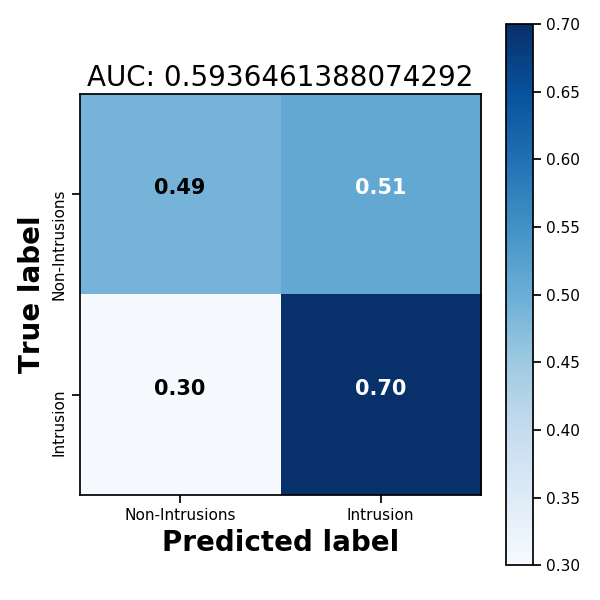 AUC: 0.5936461388074292
True label
Non-Intrusions
Intrusion
0.49 0.51
0.30 0.70
Non-Intrusions Intrusion
Predicted label
0.70
0.65
0.60
0.55
0.50
0.45
0.40
0.35
0.30